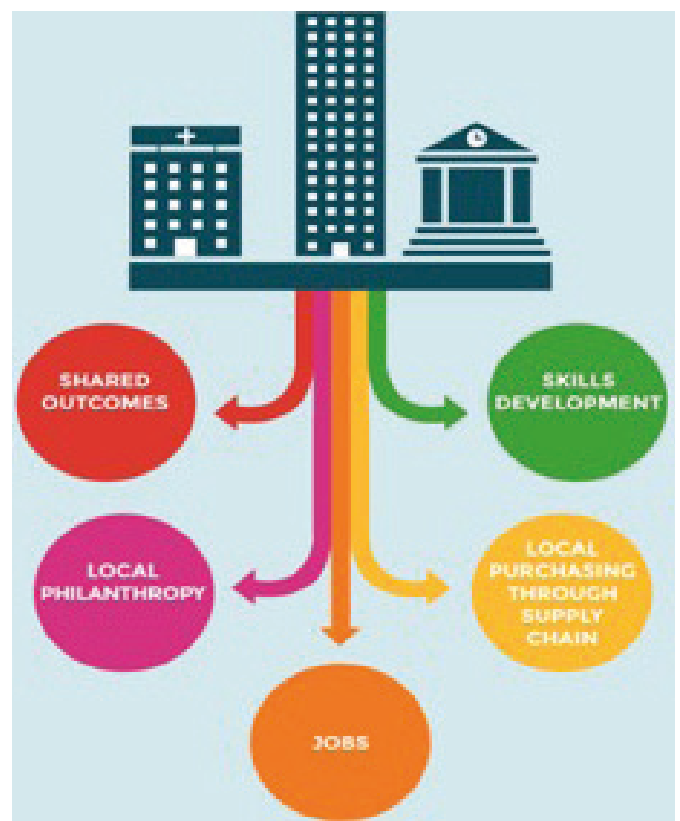 SHARED
OUTCOMES
SKILLS
DEVELOPMENT
LOCAL
PHILANTHROPY
LOCAL
PURCHASING
THROUGH
SUPPLY
CHAIN
JOBS